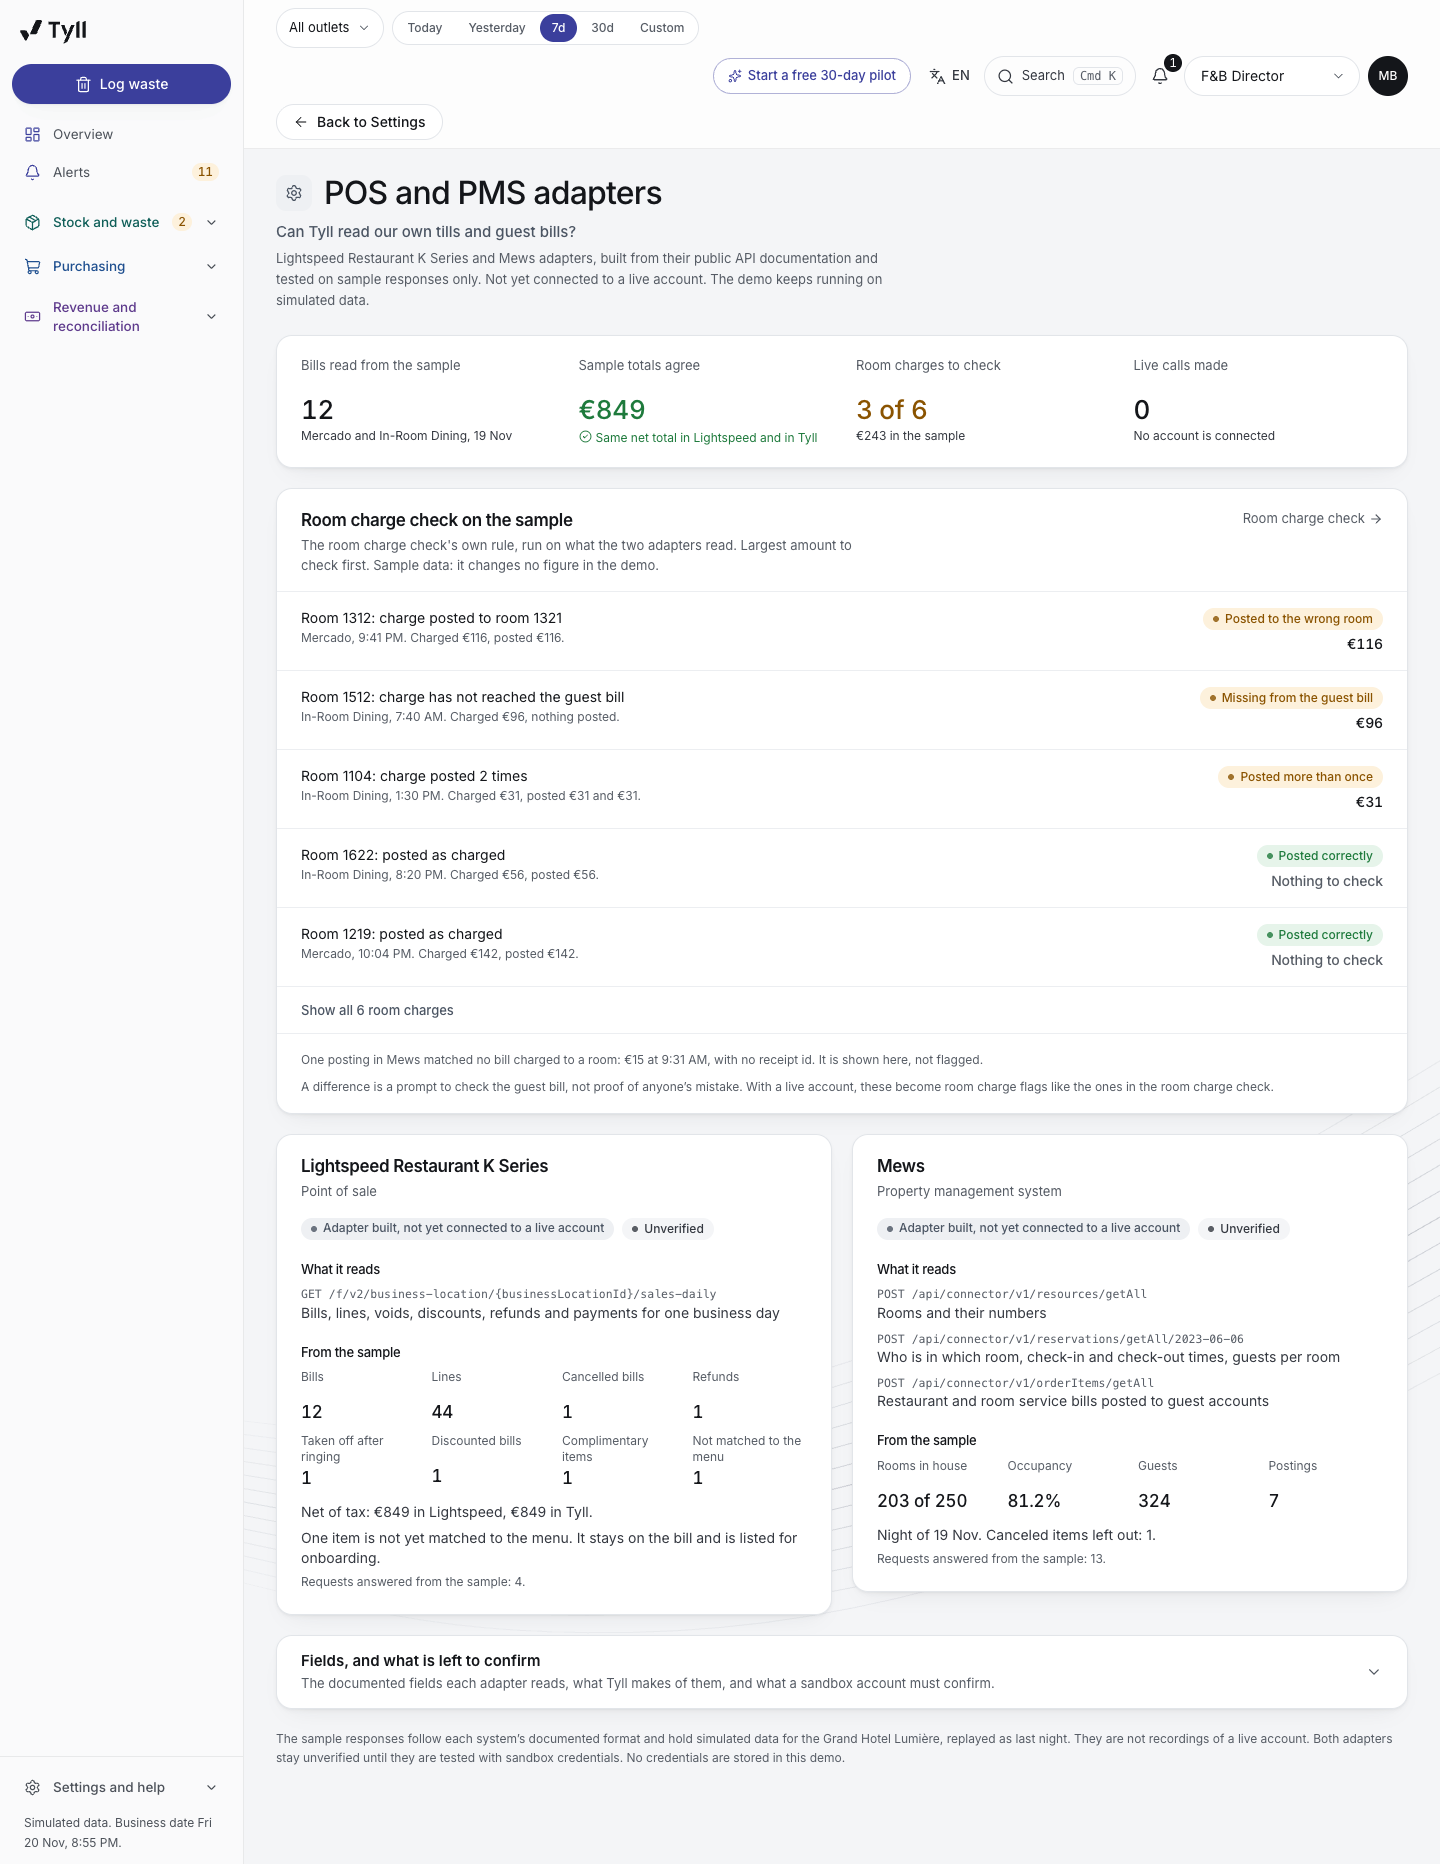 Tyll
Log waste
Overview
Alerts 11
Stock and waste 2
Purchasing
Revenue and
reconciliation
Settings and help
Simulated data. Business date Fri
20 Nov, 8:55 PM.
All outlets
Today Yesterday 7d 30d Custom
Start a free 30-day pilot
EN
Search Cmd K
1
F&B Director
MB
Back to Settings
POS and PMS adapters
Can Tyll read our own tills and guest bills?
Lightspeed Restaurant K Series and Mews adapters, built from their public API documentation and
tested on sample responses only. Not yet connected to a live account. The demo keeps running on
simulated data.
Bills read from the sample
12
Mercado and In-Room Dining, 19 Nov
Sample totals agree
€849
Same net total in Lightspeed and in Tyll
Room charges to check
3 of 6
€243 in the sample
Live calls made
0
No account is connected
Room charge check on the sample
Room charge check
The room charge check's own rule, run on what the two adapters read. Largest amount to
check first. Sample data: it changes no figure in the demo.
Room 1312: charge posted to room 1321
Mercado, 9:41 PM. Charged €116, posted €116.
Posted to the wrong room
€116
Room 1512: charge has not reached the guest bill
In-Room Dining, 7:40 AM. Charged €96, nothing posted.
Missing from the guest bill
€96
Room 1104: charge posted 2 times
In-Room Dining, 1:30 PM. Charged €31, posted €31 and €31.
Posted more than once
€31
Room 1622: posted as charged
In-Room Dining, 8:20 PM. Charged €56, posted €56.
Posted correctly
Nothing to check
Room 1219: posted as charged
Mercado, 10:04 PM. Charged €142, posted €142.
Posted correctly
Nothing to check
Show all 6 room charges
One posting in Mews matched no bill charged to a room: €15 at 9:31 AM, with no receipt id. It is shown here, not flagged.
A difference is a prompt to check the guest bill, not proof of anyone’s mistake. With a live account, these become room charge flags like the ones in the room charge check.
Lightspeed Restaurant K Series
Point of sale
Adapter built, not yet connected to a live account
Unverified
What it reads
GET /f/v2/business-location/{businessLocationId}/sales-daily
Bills, lines, voids, discounts, refunds and payments for one business day
From the sample
Bills
12
Lines
44
Cancelled bills
1
Refunds
1
Taken off after
ringing
1
Discounted bills
1
Complimentary
items
1
Not matched to the
menu
1
Net of tax: €849 in Lightspeed, €849 in Tyll.
One item is not yet matched to the menu. It stays on the bill and is listed for
onboarding.
Requests answered from the sample: 4.
Mews
Property management system
Adapter built, not yet connected to a live account
Unverified
What it reads
POST /api/connector/v1/resources/getAll
Rooms and their numbers
POST /api/connector/v1/reservations/getAll/2023-06-06
Who is in which room, check-in and check-out times, guests per room
POST /api/connector/v1/orderItems/getAll
Restaurant and room service bills posted to guest accounts
From the sample
Rooms in house
203 of 250
Occupancy
81.2%
Guests
324
Postings
7
Night of 19 Nov. Canceled items left out: 1.
Requests answered from the sample: 13.
Fields, and what is left to confirm
The documented fields each adapter reads, what Tyll makes of them, and what a sandbox account must confirm.
The sample responses follow each system’s documented format and hold simulated data for the Grand Hotel Lumière, replayed as last night. They are not recordings of a live account. Both adapters
stay unverified until they are tested with sandbox credentials. No credentials are stored in this demo.